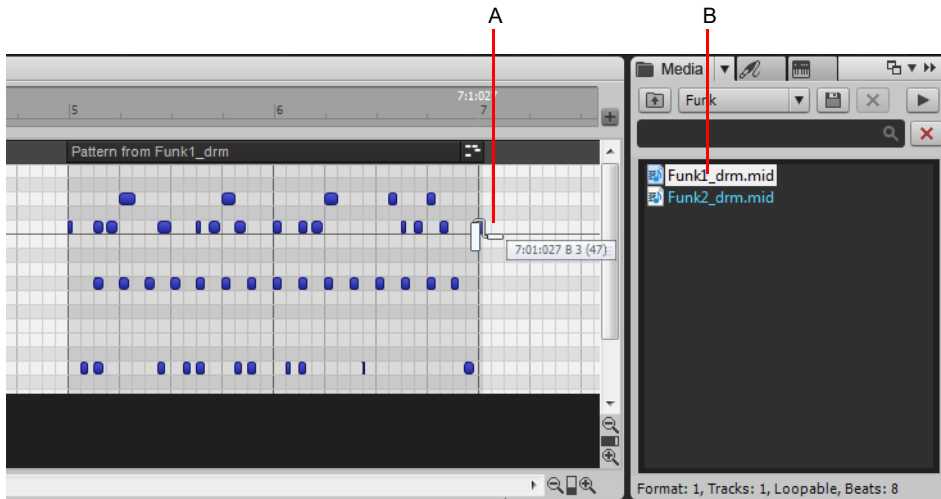 A
B
Media
7:1:027
5
6
7
Funk
Pattern from Funk1_drm
Funk1_drm.mid
Funk2_drm.mid
7:01:027 B 3 (47)
Format: 1, Tracks: 1, Loopable, Beats: 8